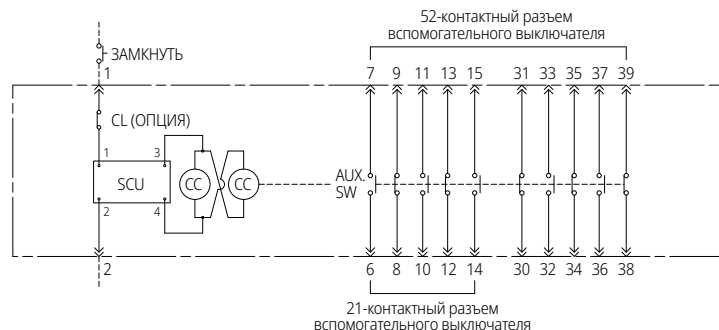 52-контактный разъем
вспомогательного выключателя
ЗАМКНУТЬ
1 7 9 11 13 15 31 33 35 37 39
CL (ОПЦИЯ)
1 3
SCU CC CC AUX.
SW
2 4
2 6 8 10 12 14 30 32 34 36 38
21-контактный разъем
вспомогательного выключателя